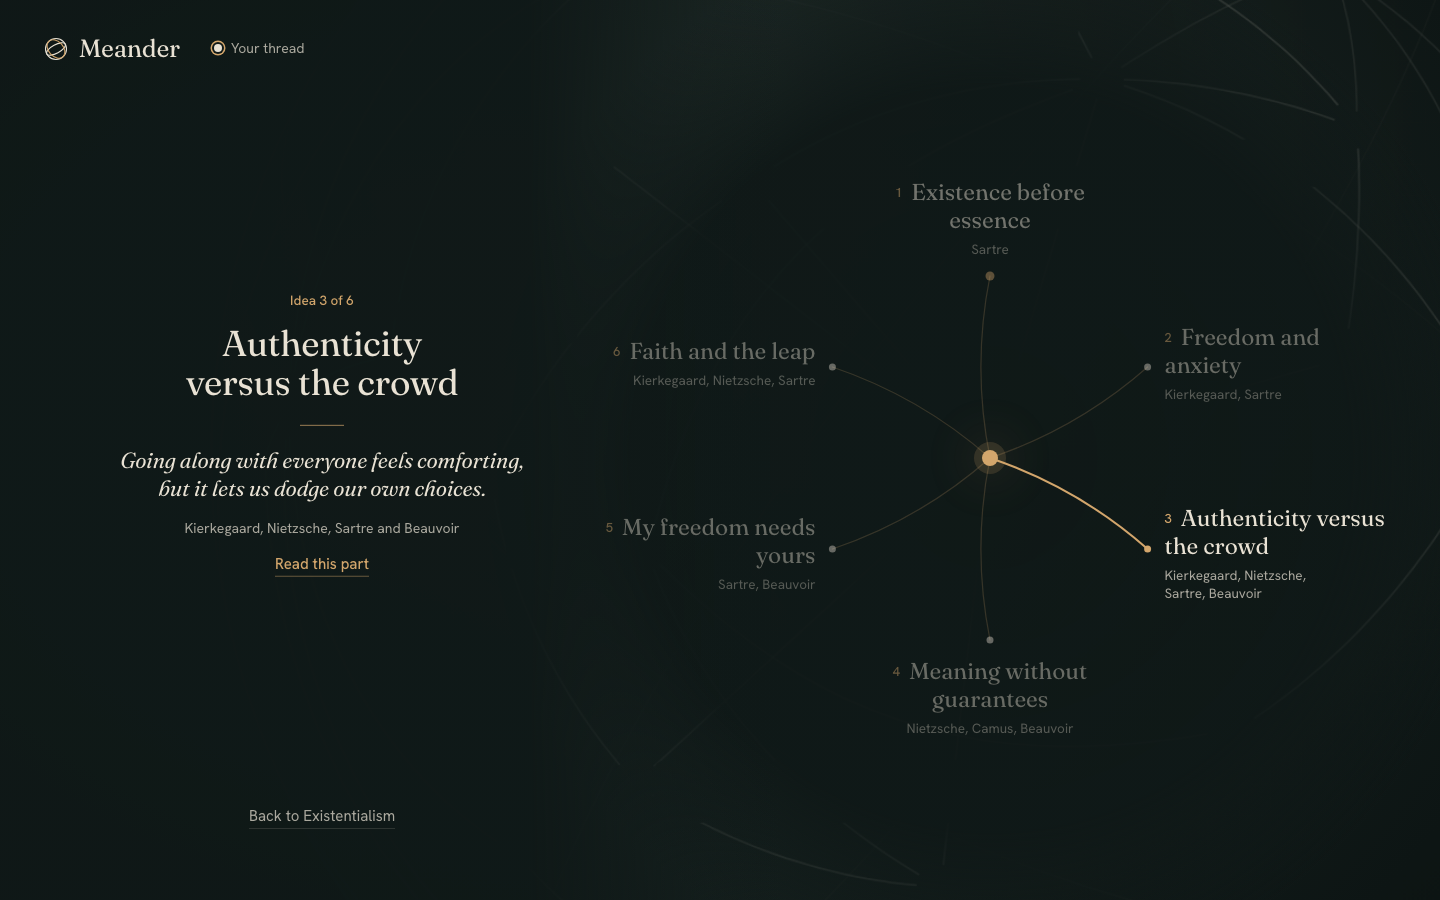 Meander
Your thread
Idea 3 of 6
Authenticity
versus the crowd
Going along with everyone feels comforting,
but it lets us dodge our own choices.
Kierkegaard, Nietzsche, Sartre and Beauvoir
Read this part
Back to Existentialism
1 Existence before
essence
Sartre
2 Freedom and
anxiety
Kierkegaard, Sartre
3 Authenticity versus
the crowd
Kierkegaard, Nietzsche,
Sartre, Beauvoir
4 Meaning without
guarantees
Nietzsche, Camus, Beauvoir
5 My freedom needs
yours
Sartre, Beauvoir
6 Faith and the leap
Kierkegaard, Nietzsche, Sartre